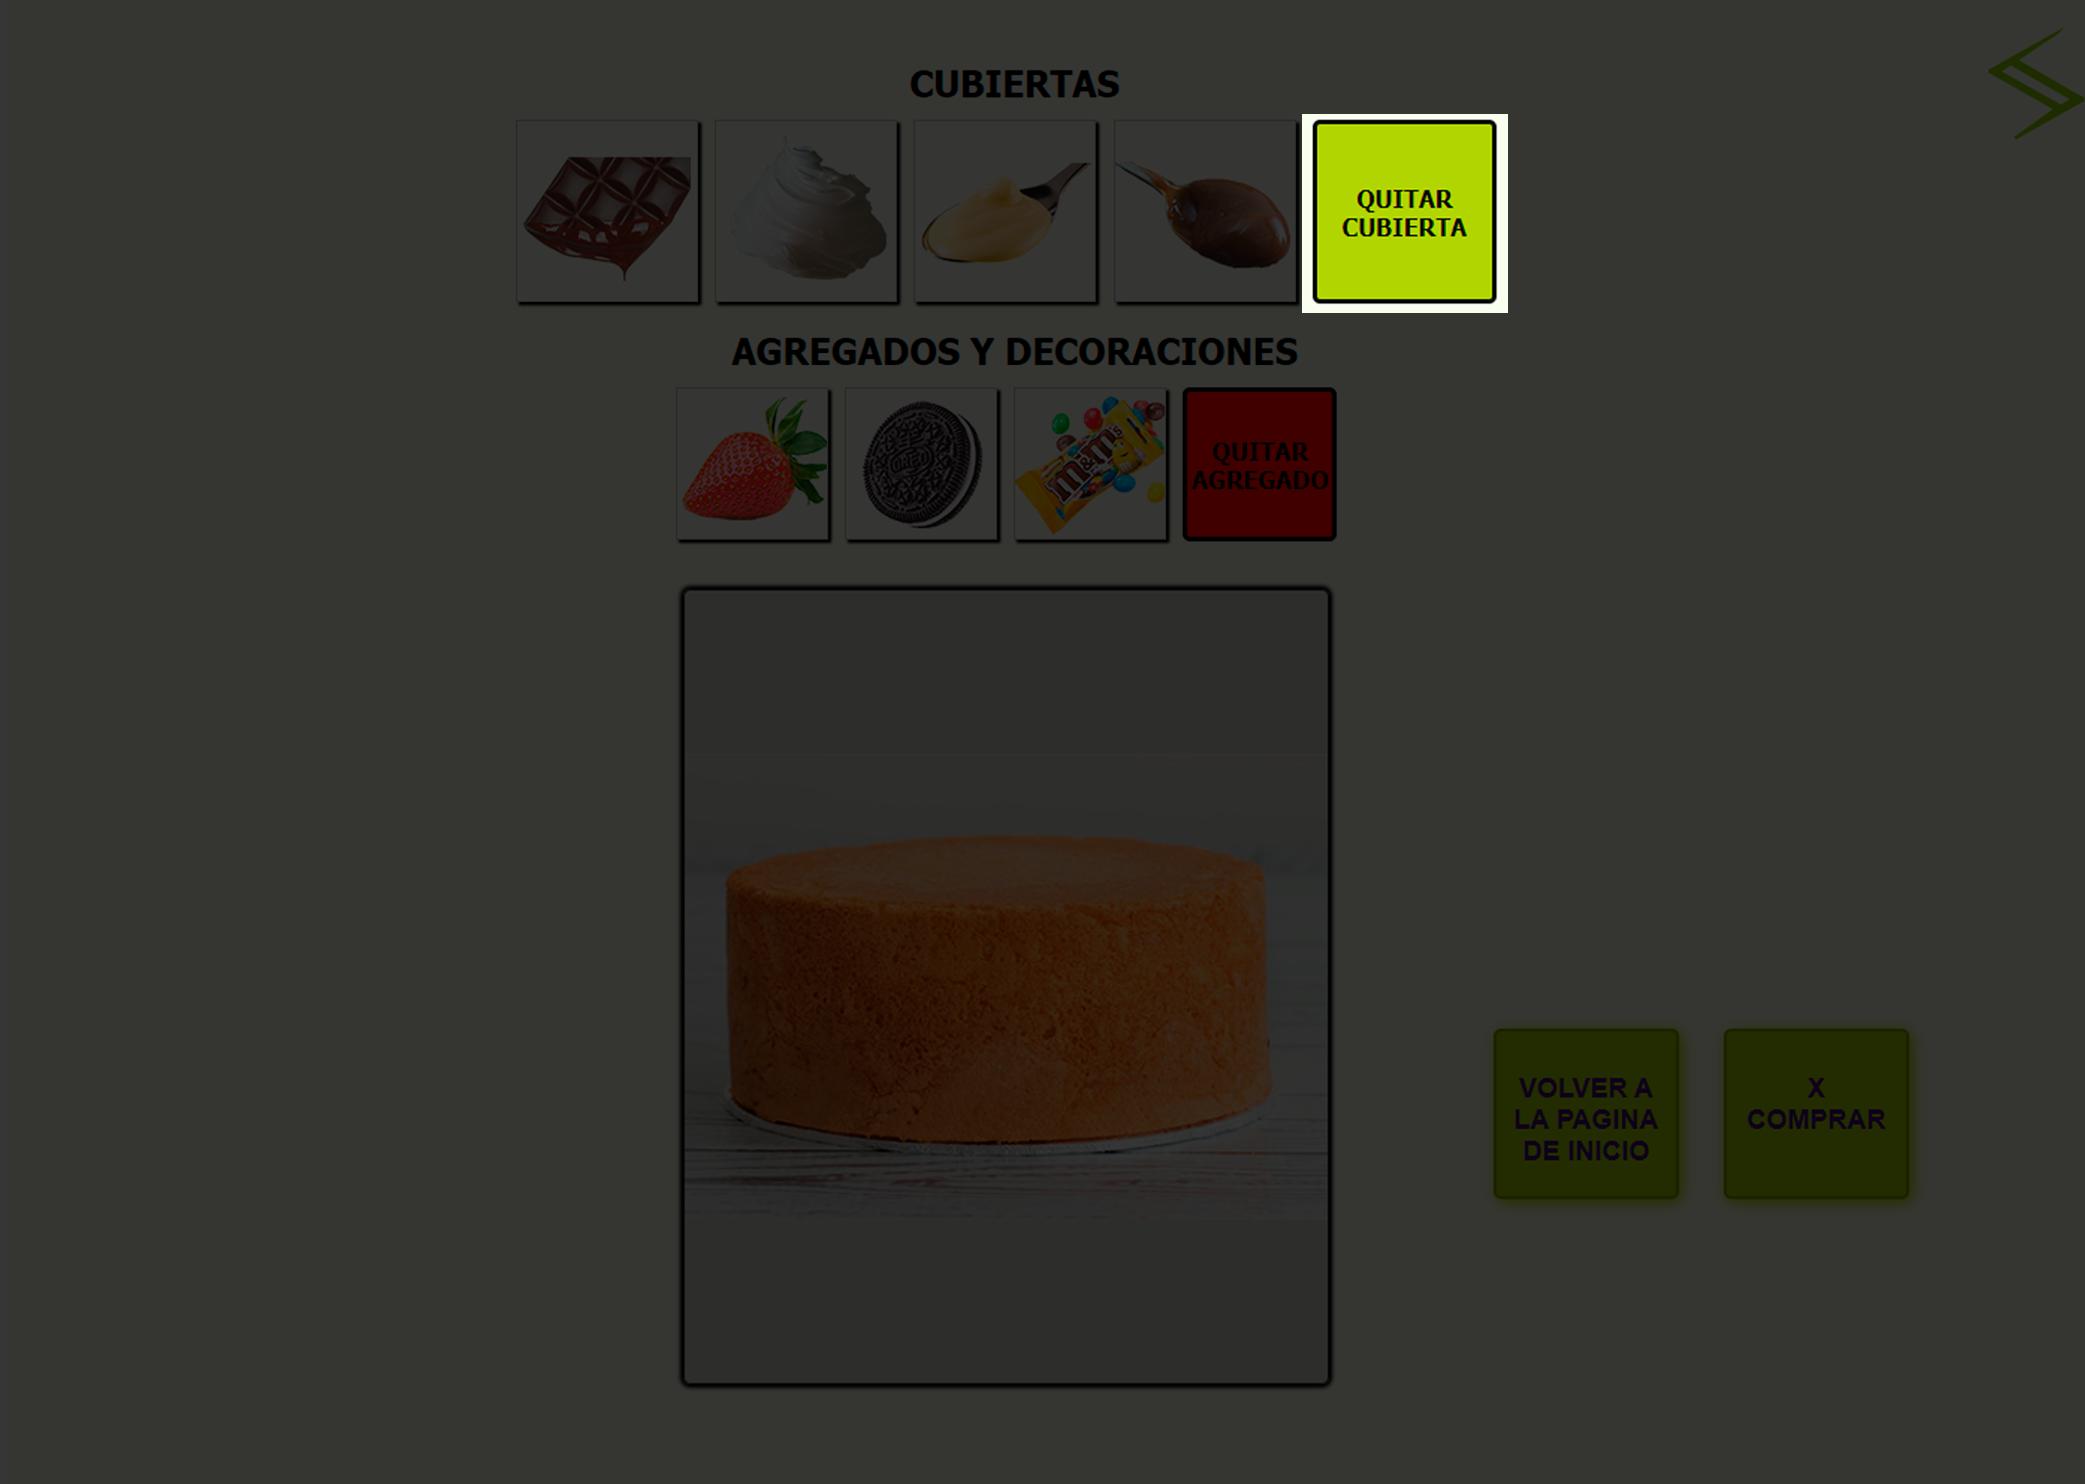 CUBIERTAS
QUITAR
CUBIERTA
AGREGADOS Y DECORACIONES
OREO
m&m's
QUITAR
AGREGADO
VOLVER A
LA PAGINA
DE INICIO
X
COMPRAR